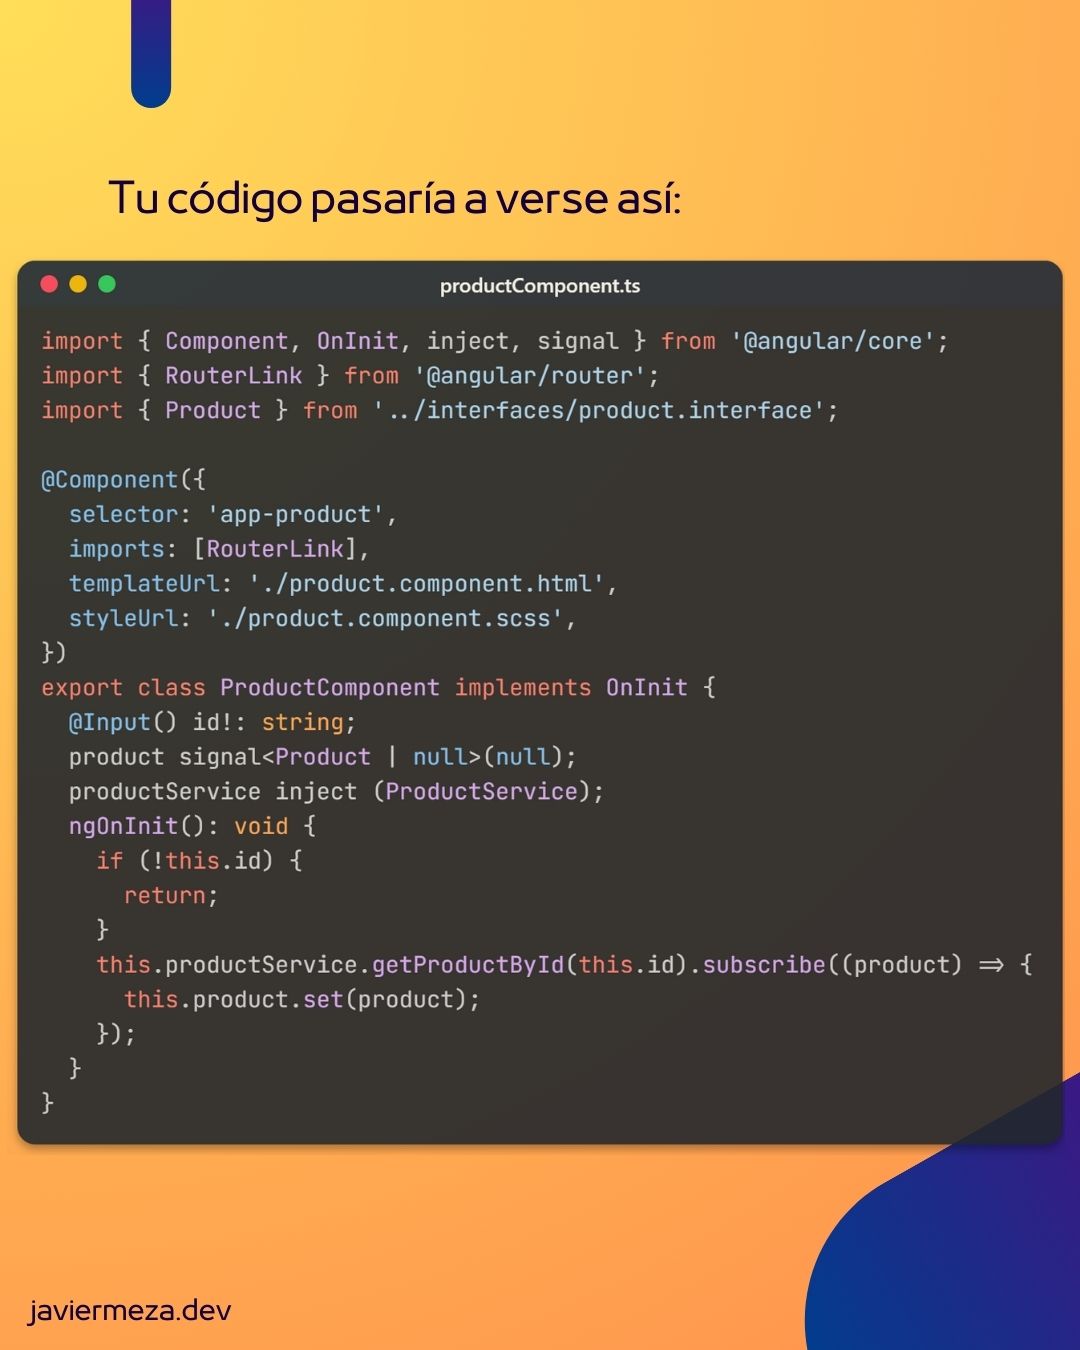 Tu código pasaría a verse así:
productComponent.ts
import { Component, OnInit, inject, signal } from '@angular/core';
import { RouterLink } from '@angular/router';
import { Product } from '../interfaces/product.interface';
@Component({
  selector: 'app-product',
  imports: [RouterLink],
  templateUrl: './product.component.html',
  styleUrl: './product.component.scss',
})
export class ProductComponent implements OnInit {
  @Input() id!: string;
  product signal<Product | null>(null);
  productService inject (ProductService);
  ngOnInit(): void {
    if (!this.id) {
      return;
    }
    this.productService.getProductById(this.id).subscribe((product) => {
      this.product.set(product);
    });
  }
}
javiermeza.dev